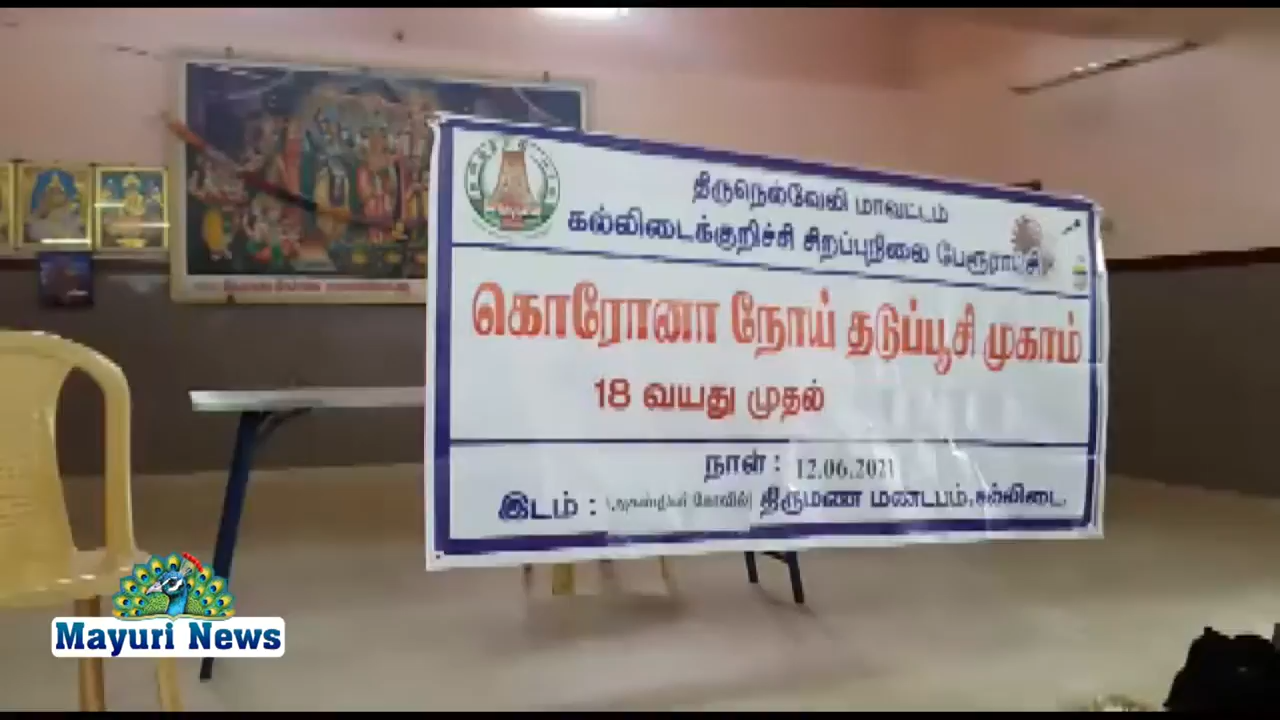 திருநெல்வேலி மாவட்டம்
கல்லிடைக்குறிச்சி சிறப்புநிலை பேரூராட்சி
கொரோனா நோய் தடுப்பூசி முகாம்
18 வயது முதல்
நாள் : 12.06.2021
இடம் : கோவில்) திருமண மண்டபம்,கல்லிடை.
Mayuri News